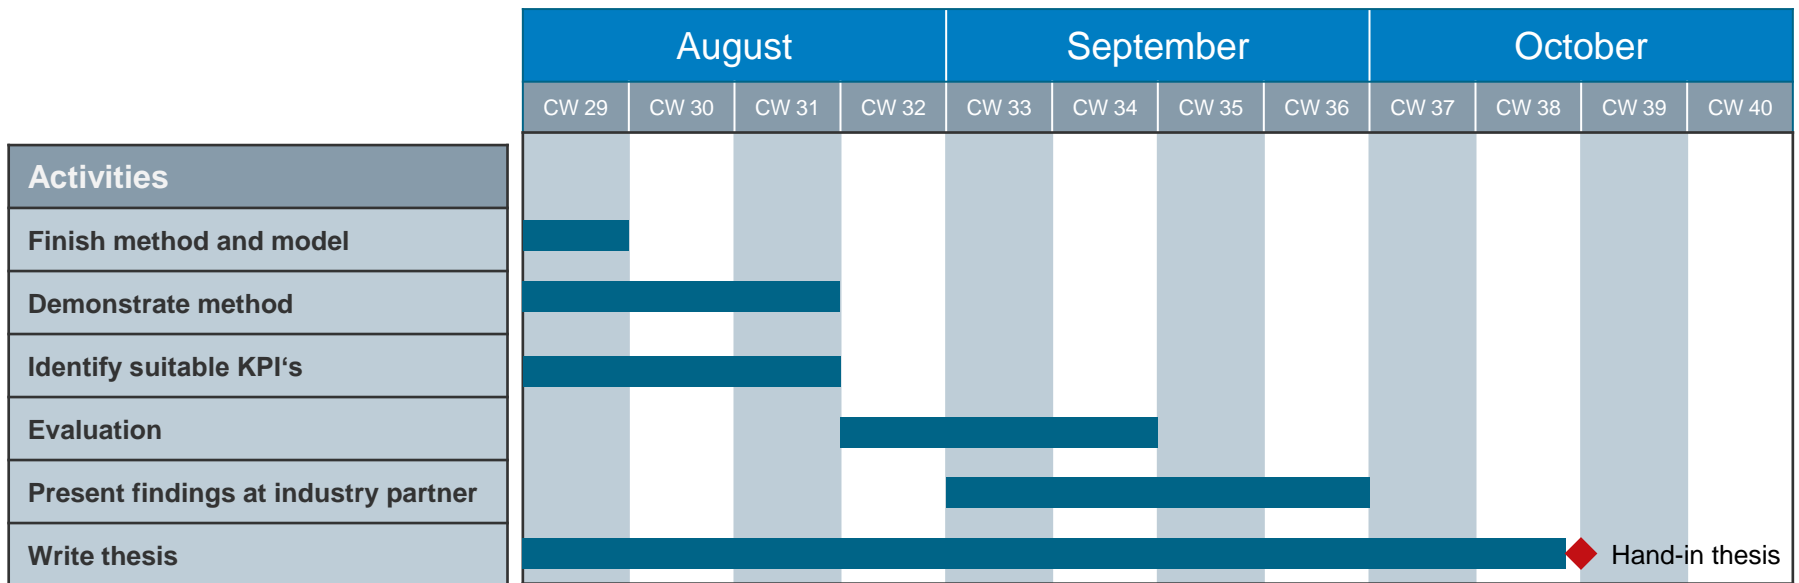 August September October
CW 29 CW 30 CW 31 CW 32 CW 33 CW 34 CW 35 CW 36 CW 37 CW 38 CW 39 CW 40
Activities
Finish method and model
Demonstrate method
Identify suitable KPI‘s
Evaluation
Present findings at industry partner
Write thesis
Hand-in thesis